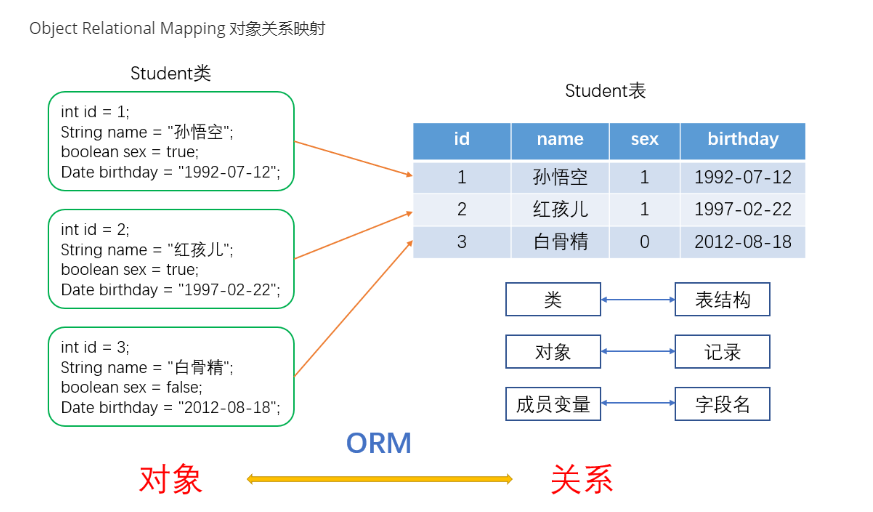 Object Relational Mapping 对象关系映射
Student类
int id = 1;
String name = "孙悟空";
boolean sex = true;
Date birthday = "1992-07-12";
int id = 2;
String name = "红孩儿";
boolean sex = true;
Date birthday = "1997-02-22";
int id = 3;
String name = "白骨精";
boolean sex = false;
Date birthday = "2012-08-18";
Student表
id name sex birthday
1 孙悟空 1 1992-07-12
2 红孩儿 1 1997-02-22
3 白骨精 0 2012-08-18
类 表结构
对象 记录
成员变量 字段名
ORM
对象 关系